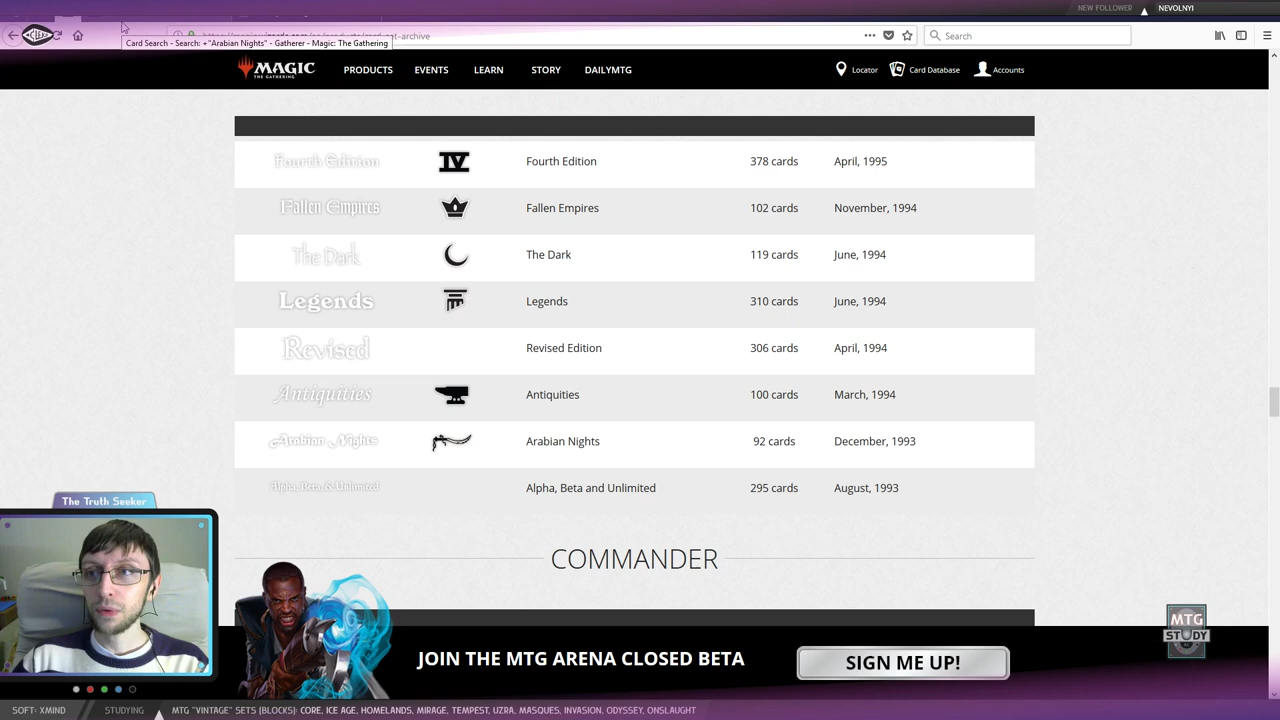 NEW FOLLOWER NEVOLNYI
Card Search - Search: +"Arabian Nights" - Gatherer - Magic: The Gathering
Search
MAGIC
THE GATHERING
PRODUCTS EVENTS LEARN STORY DAILYMTG
Locator Card Database Accounts
Fourth Edition IV Fourth Edition 378 cards April, 1995
Fallen Empires Fallen Empires 102 cards November, 1994
The Dark The Dark 119 cards June, 1994
Legends Legends 310 cards June, 1994
Revised Revised Edition 306 cards April, 1994
Antiquities Antiquities 100 cards March, 1994
Arabian Nights Arabian Nights 92 cards December, 1993
Alpha, Beta & Unlimited Alpha, Beta and Unlimited 295 cards August, 1993
The Truth Seeker
COMMANDER
MTG
STUDY
JOIN THE MTG ARENA CLOSED BETA SIGN ME UP!
SOFT: XMIND STUDYING MTG "VINTAGE" SETS (BLOCKS): CORE, ICE AGE, HOMELANDS, MIRAGE, TEMPEST, UZRA, MASQUES, INVASION, ODYSSEY, ONSLAUGHT